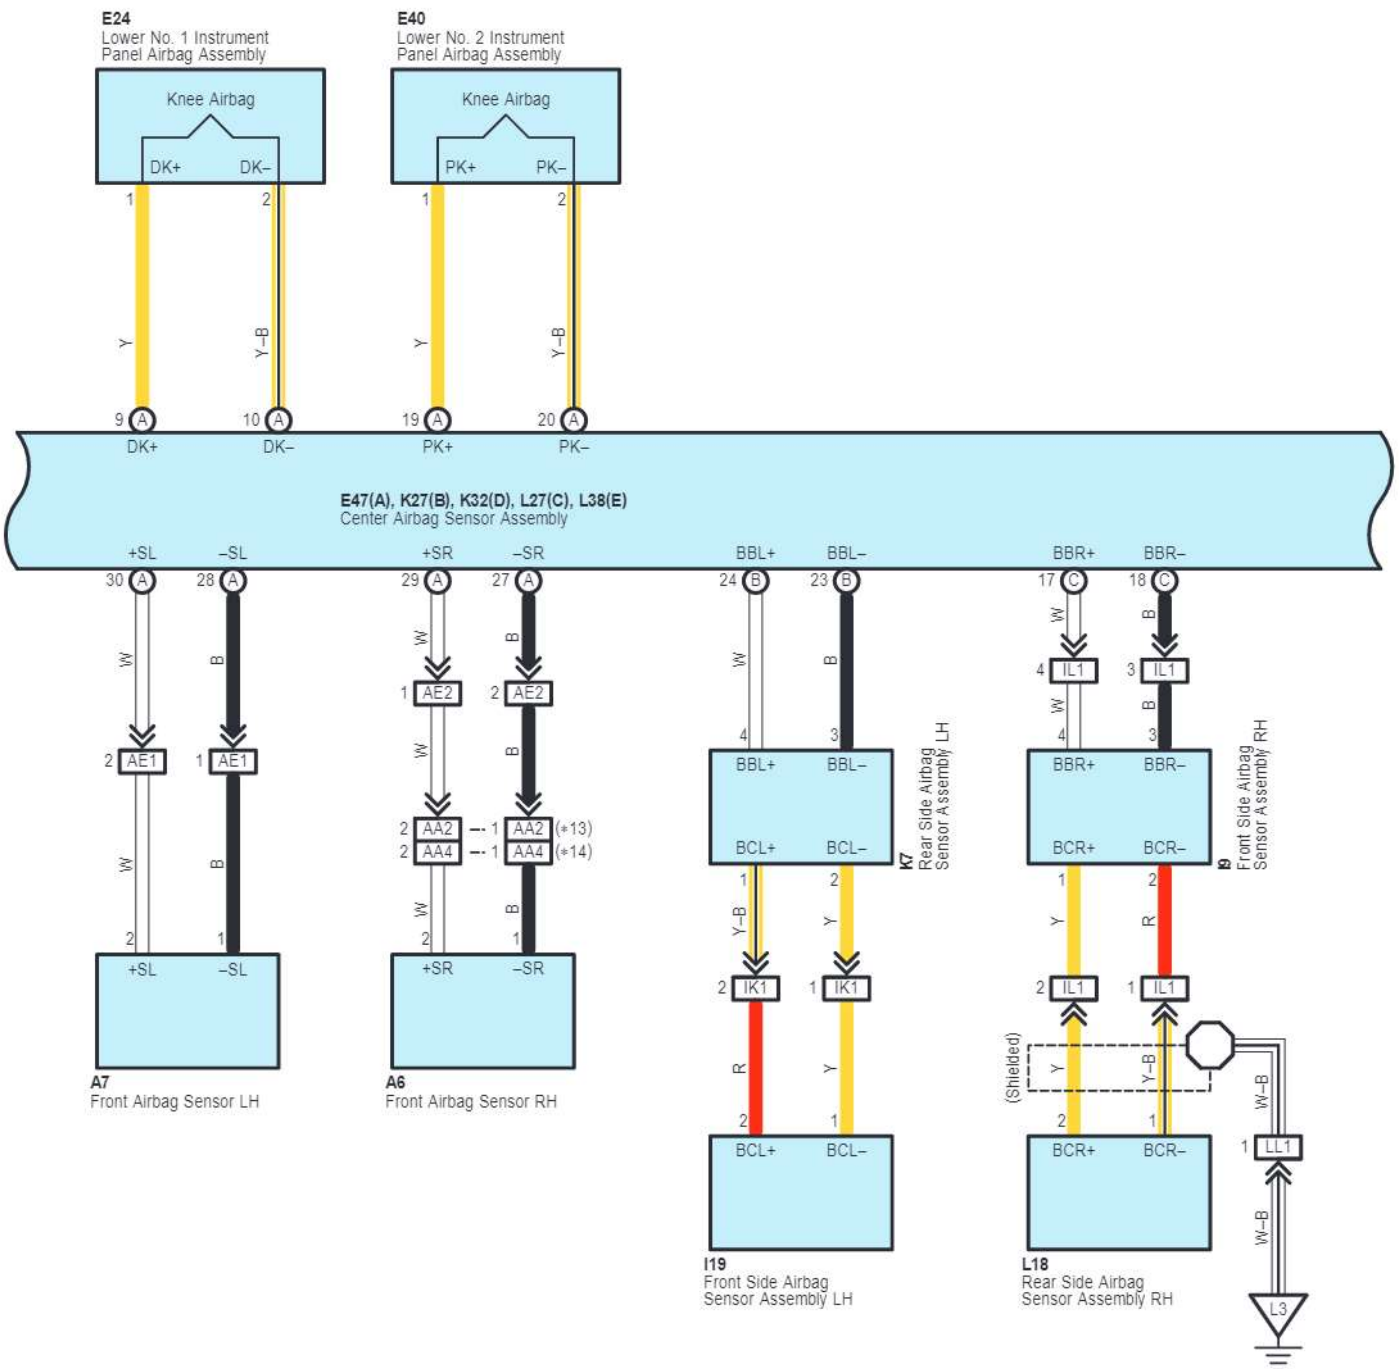 E24
Lower No. 1 Instrument
Panel Airbag Assembly
E40
Lower No. 2 Instrument
Panel Airbag Assembly
Knee Airbag
Knee Airbag
DK+ DK–
PK+ PK–
1 2 1 2
Y Y–B Y Y–B
9 A 10 A 19 A 20 A
DK+ DK– PK+ PK–
E47(A), K27(B), K32(D), L27(C), L38(E)
Center Airbag Sensor Assembly
+SL –SL +SR –SR BBL+ BBL– BBR+ BBR–
30 A 28 A 29 A 27 A 24 B 23 B 17 C 18 C
W B W B W B W B
4 IL1 3 IL1
1 AE2 2 AE2
W B
2 AE1 1 AE1
W B
4 3 4 3
BBL+ BBL– BBR+ BBR–
2 AA2 1 AA2 (*13)
2 AA4 1 AA4 (*14)
BCL+ BCL– BCR+ BCR–
K7
Rear Side Airbag
Sensor Assembly LH
I9
Front Side Airbag
Sensor Assembly RH
W B W B
1 2 1 2
Y–B Y Y R
2 1 2 1
+SL –SL +SR –SR
2 IK1 1 IK1 2 IL1 1 IL1
A7
Front Airbag Sensor LH
A6
Front Airbag Sensor RH
(Shielded)
R Y Y Y–B W–B
2 1 2 1
BCL+ BCL– BCR+ BCR–
1 LL1
W–B
I19
Front Side Airbag
Sensor Assembly LH
L18
Rear Side Airbag
Sensor Assembly RH
L3